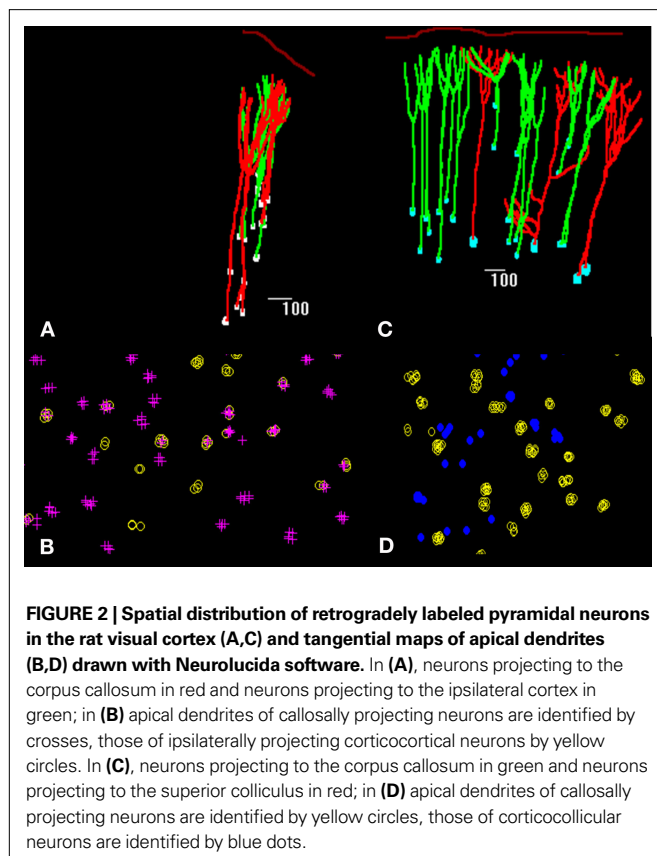 100
100
A
C
B
D
FIGURE 2 | Spatial distribution of retrogradely labeled pyramidal neurons
in the rat visual cortex (A,C) and tangential maps of apical dendrites
(B,D) drawn with Neurolucida software. In (A), neurons projecting to the
corpus callosum in red and neurons projecting to the ipsilateral cortex in
green; in (B) apical dendrites of callosally projecting neurons are identified by
crosses, those of ipsilaterally projecting corticocortical neurons by yellow
circles. In (C), neurons projecting to the corpus callosum in green and neurons
projecting to the superior colliculus in red; in (D) apical dendrites of callosally
projecting neurons are identified by yellow circles, those of corticocollicular
neurons are identified by blue dots.